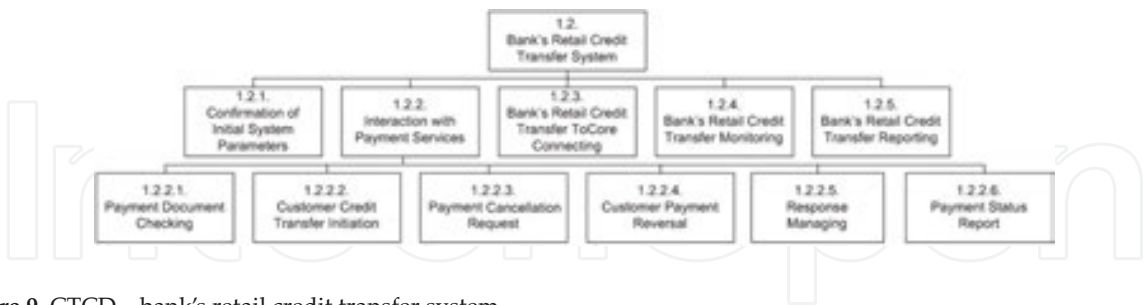 1.2.
Bank's Retail Credit
Transfer System
1.2.1.
Confirmation of
Initial System
Parameters
1.2.2.
Interaction with
Payment Services
1.2.3.
Bank's Retail Credit
Transfer ToCore
Connecting
1.2.4.
Bank's Retail Credit
Transfer Monitoring
1.2.5.
Bank's Retail Credit
Transfer Reporting
1.2.2.1.
Payment Document
Checking
1.2.2.2.
Customer Credit
Transfer Initiation
1.2.2.3.
Payment Cancellation
Request
1.2.2.4.
Customer Payment
Reversal
1.2.2.5.
Response
Managing
1.2.2.6.
Payment Status
Report
IntechOpen
9. CTCD – bank's retail credit transfer system